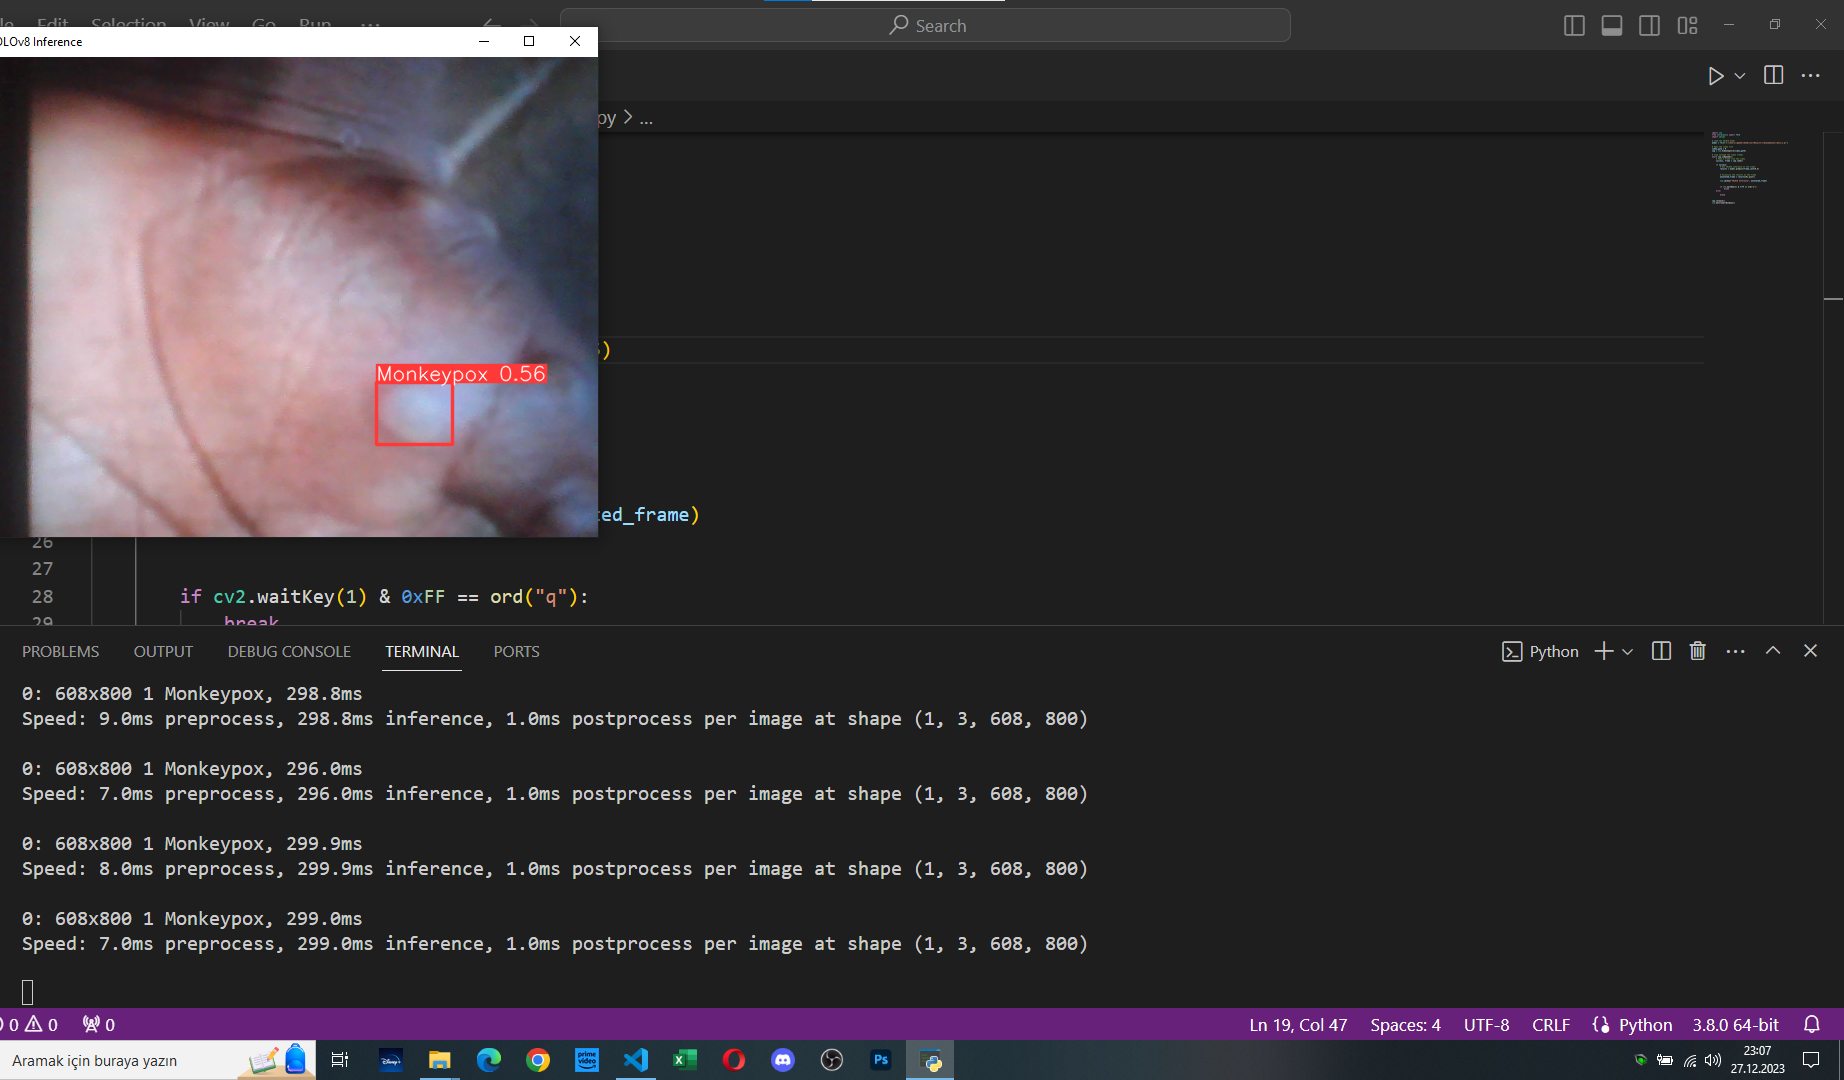 Edit Selection View Go Run ...
Search
OLOv8 Inference
py > ...
Monkeypox 0.56
)
ted_frame)
26
27
28 if cv2.waitKey(1) & 0xFF == ord("q"):
29 break
PROBLEMS OUTPUT DEBUG CONSOLE TERMINAL PORTS
Python
0: 608x800 1 Monkeypox, 298.8ms
Speed: 9.0ms preprocess, 298.8ms inference, 1.0ms postprocess per image at shape (1, 3, 608, 800)
0: 608x800 1 Monkeypox, 296.0ms
Speed: 7.0ms preprocess, 296.0ms inference, 1.0ms postprocess per image at shape (1, 3, 608, 800)
0: 608x800 1 Monkeypox, 299.9ms
Speed: 8.0ms preprocess, 299.9ms inference, 1.0ms postprocess per image at shape (1, 3, 608, 800)
0: 608x800 1 Monkeypox, 299.0ms
Speed: 7.0ms preprocess, 299.0ms inference, 1.0ms postprocess per image at shape (1, 3, 608, 800)
0 0 0 Ln 19, Col 47 Spaces: 4 UTF-8 CRLF Python 3.8.0 64-bit
Aramak için buraya yazın
Disney+
prime video
Ps
23:07
27.12.2023